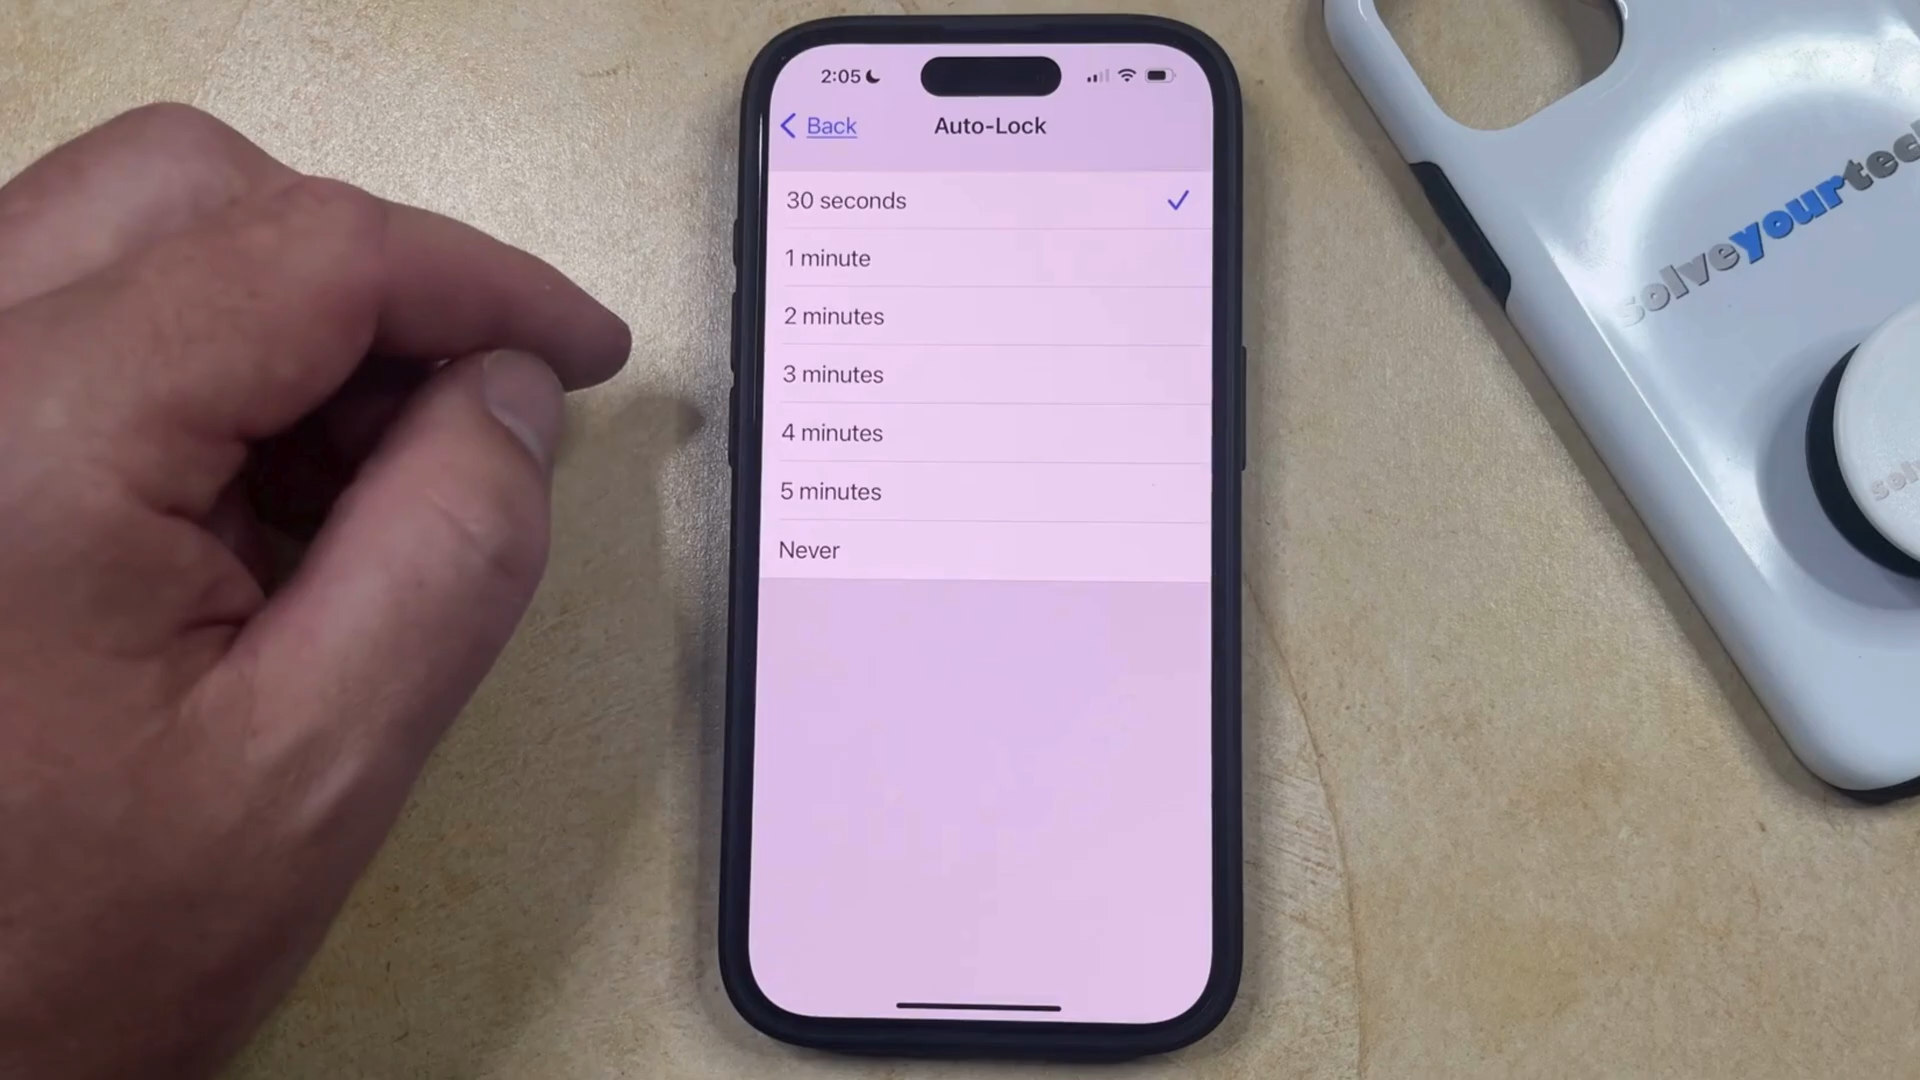 2:05
Back
Auto-Lock
30 seconds
1 minute
2 minutes
3 minutes
4 minutes
5 minutes
Never
solveyourtech